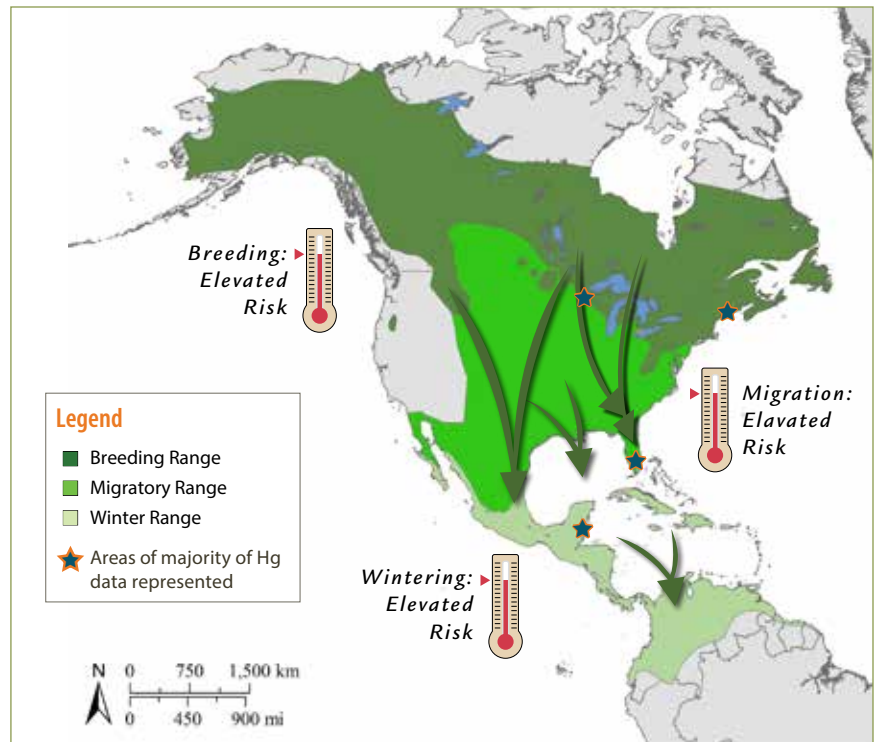 Breeding:
Elevated
Risk
Migration:
Elavated
Risk
Legend
Breeding Range
Migratory Range
Winter Range
Areas of majority of Hg
data represented
Wintering:
Elevated
Risk
N
0 750 1,500 km
0 450 900 mi